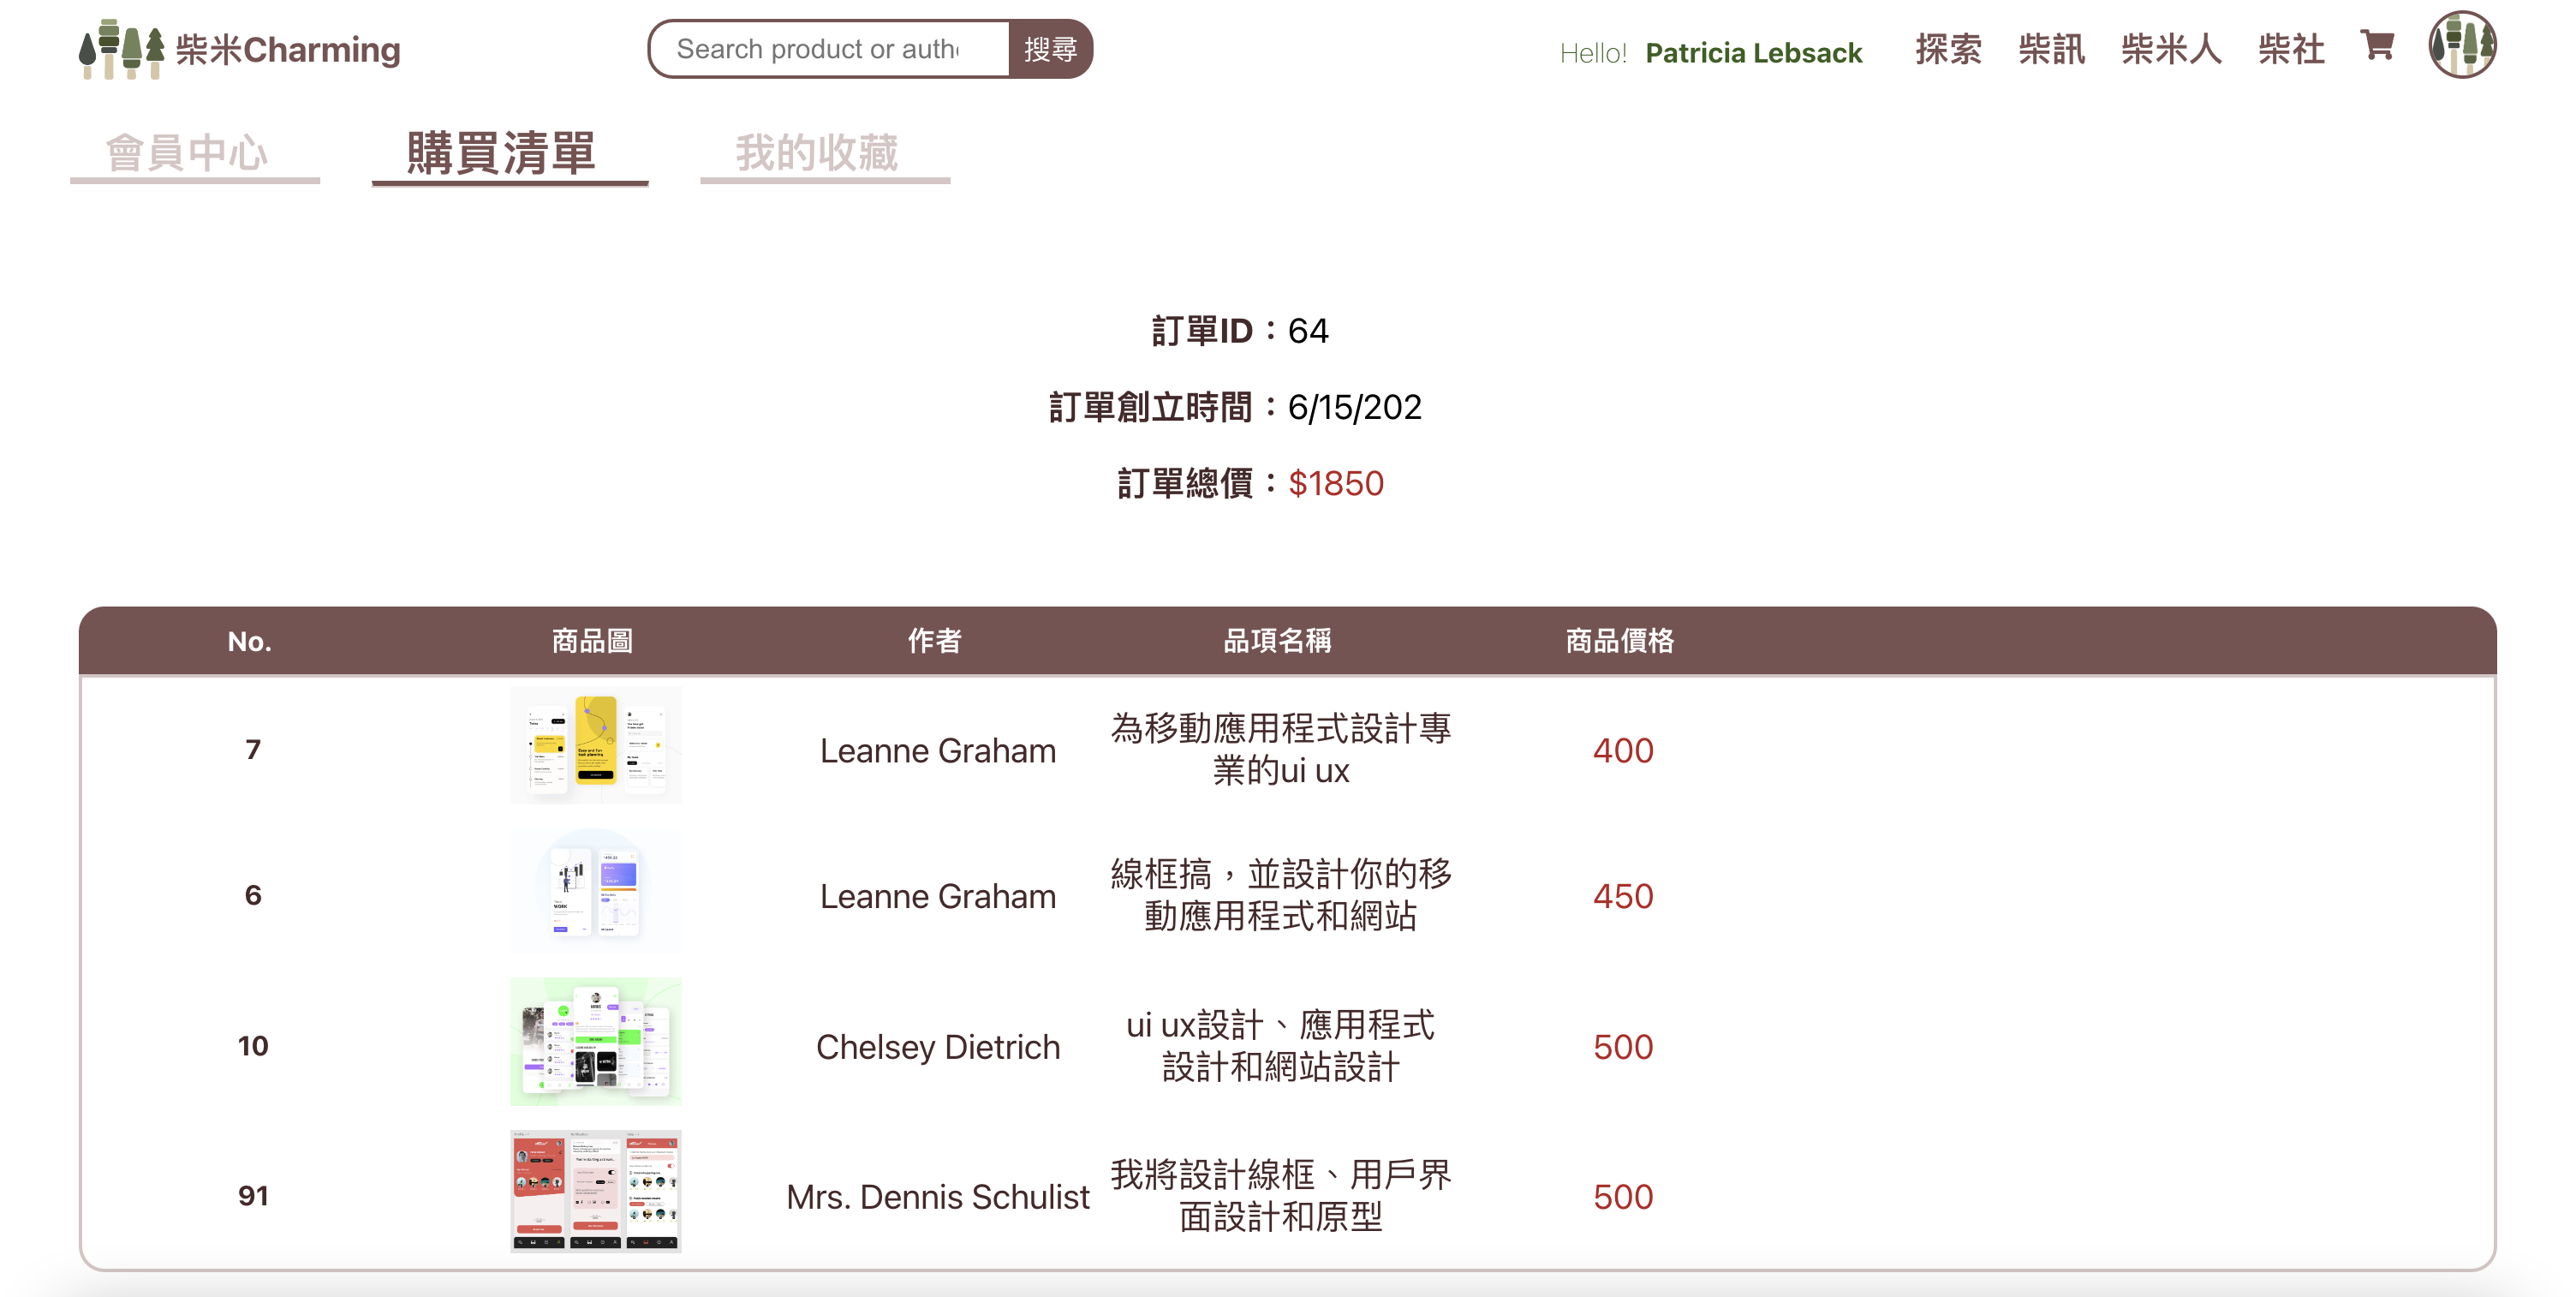 柴米Charming
Search product or auth
搜尋
Hello! Patricia Lebsack
探索 柴訊 柴米人 柴社
會員中心 購買清單 我的收藏
訂單ID：64
訂單創立時間：6/15/202
訂單總價：$1850
No. 商品圖 作者 品項名稱 商品價格
7 Leanne Graham 為移動應用程式設計專
業的ui ux 400
6 Leanne Graham 線框搞，並設計你的移
動應用程式和網站 450
10 Chelsey Dietrich ui ux設計、應用程式
設計和網站設計 500
91 Mrs. Dennis Schulist 我將設計線框、用戶界
面設計和原型 500